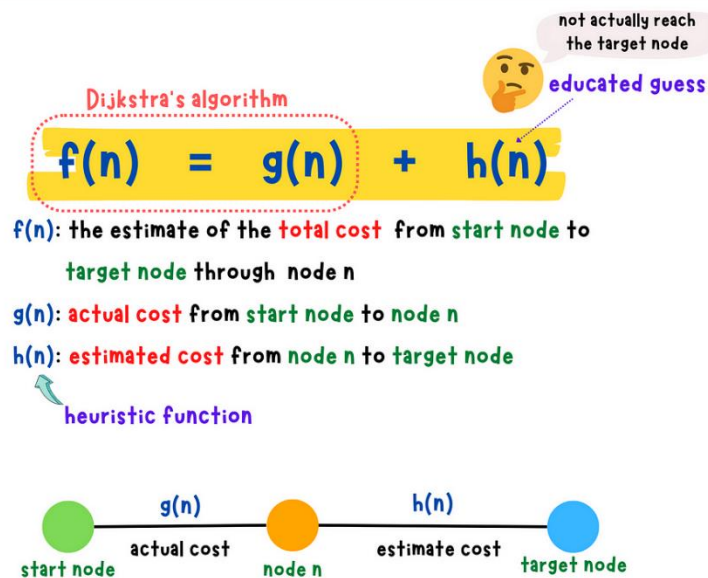 not actually reach
the target node
Dijkstra's algorithm
educated guess
f(n) = g(n) + h(n)
f(n): the estimate of the total cost from start node to
target node through node n
g(n): actual cost from start node to node n
h(n): estimated cost from node n to target node
heuristic function
g(n) h(n)
actual cost estimate cost
start node node n target node